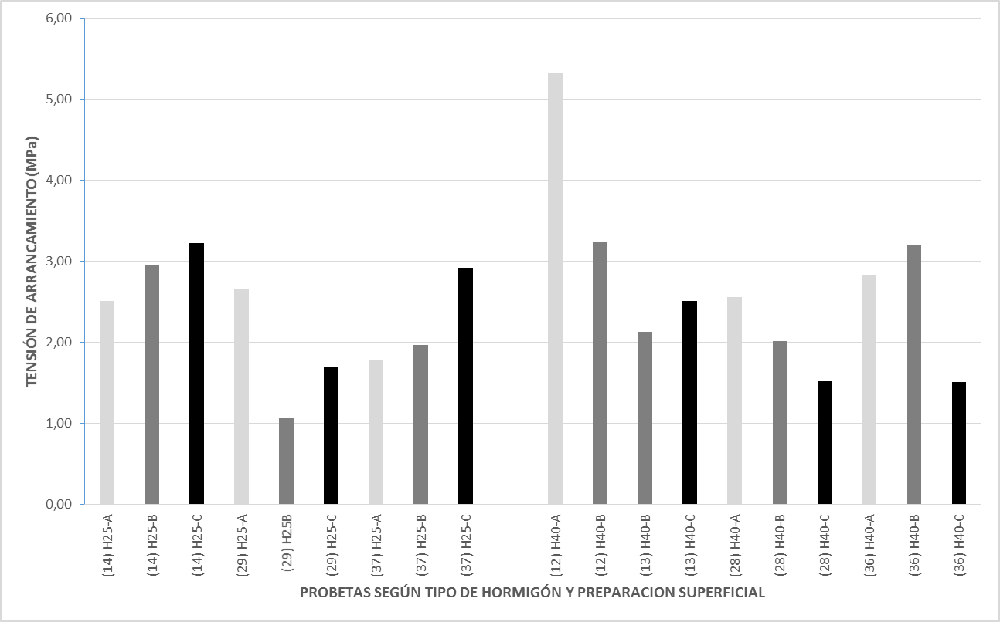 6,00
5,00
4,00
3,00
2,00
1,00
0,00
TENSIÓN DE ARRANCAMIENTO (MPa)
(14) H25-A
(14) H25-B
(14) H25-C
(29) H25-A
(29) H25B
(29) H25-C
(37) H25-A
(37) H25-B
(37) H25-C
(12) H40-A
(12) H40-B
(13) H40-B
(13) H40-C
(28) H40-A
(28) H40-B
(28) H40-C
(36) H40-A
(36) H40-B
(36) H40-C
PROBETAS SEGÚN TIPO DE HORMIGÓN Y PREPARACION SUPERFICIAL